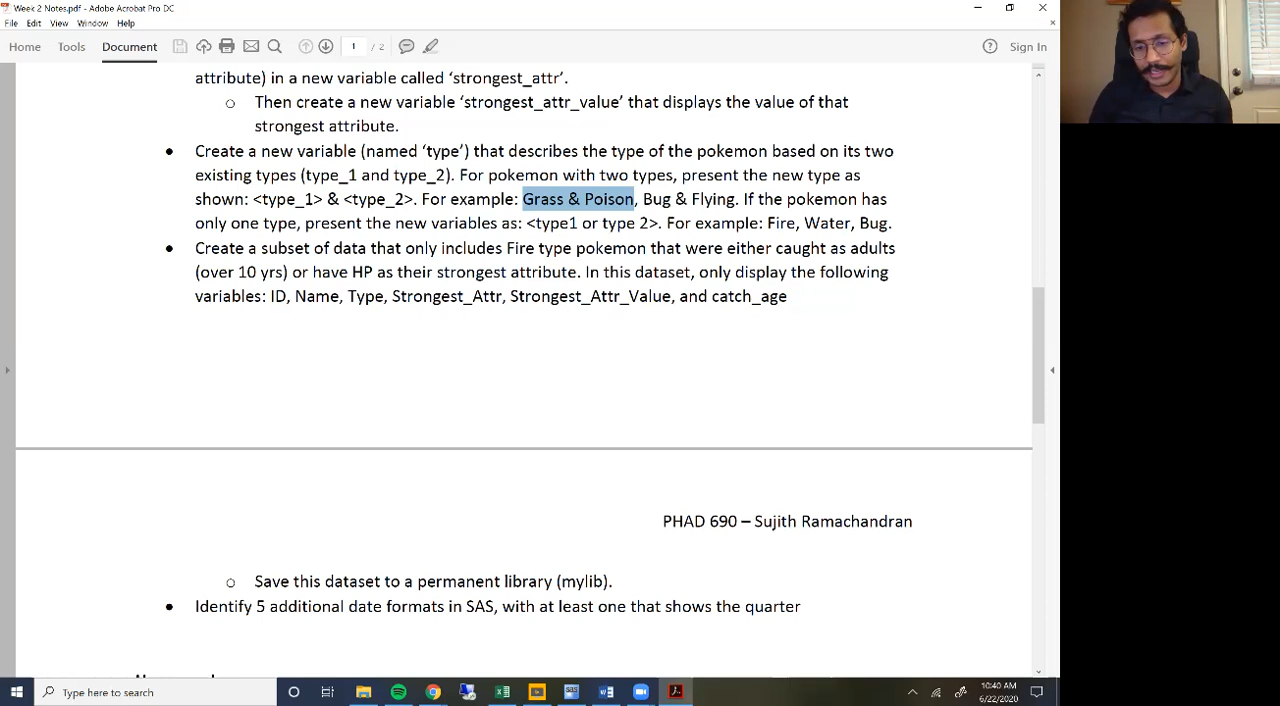 Week 2 Notes.pdf - Adobe Acrobat Pro DC
File Edit View Window Help
Home Tools Document 1 / 2 Sign In
attribute) in a new variable called ‘strongest_attr’.
o Then create a new variable ‘strongest_attr_value’ that displays the value of that
strongest attribute.
• Create a new variable (named ‘type’) that describes the type of the pokemon based on its two
existing types (type_1 and type_2). For pokemon with two types, present the new type as
shown: <type_1> & <type_2>. For example: Grass & Poison, Bug & Flying. If the pokemon has
only one type, present the new variables as: <type1 or type 2>. For example: Fire, Water, Bug.
• Create a subset of data that only includes Fire type pokemon that were either caught as adults
(over 10 yrs) or have HP as their strongest attribute. In this dataset, only display the following
variables: ID, Name, Type, Strongest_Attr, Strongest_Attr_Value, and catch_age
PHAD 690 – Sujith Ramachandran
o Save this dataset to a permanent library (mylib).
• Identify 5 additional date formats in SAS, with at least one that shows the quarter
Type here to search
10:40 AM
6/22/2020